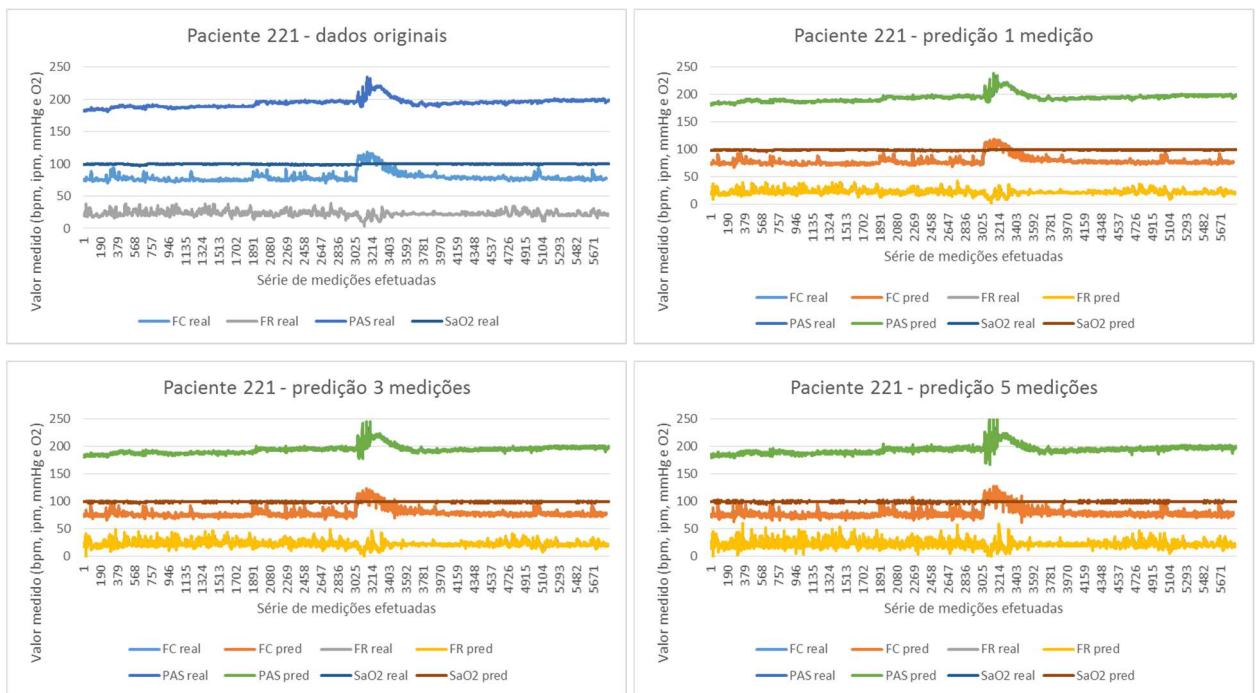 Paciente 221 - dados originais
Valor medido (bpm, ipm, mmHg e O2)
250
200
150
100
50
0
1 190 379 568 757 946 1135 1324 1513 1702 1891 2080 2269 2458 2647 2836 3025 3214 3403 3592 3781 3970 4159 4348 4537 4726 4915 5104 5293 5482 5671
Série de medições efetuadas
FC real FR real PAS real SaO2 real
Paciente 221 - predição 1 medição
Valor medido (bpm, ipm, mmHg e O2)
250
200
150
100
50
0
1 190 379 568 757 946 1135 1324 1513 1702 1891 2080 2269 2458 2647 2836 3025 3214 3403 3592 3781 3970 4159 4348 4537 4726 4915 5104 5293 5482 5671
Série de medições efetuadas
FC real FC pred FR real FR pred
PAS real PAS pred SaO2 real SaO2 pred
Paciente 221 - predição 3 medições
Valor medido (bpm, ipm, mmHg e O2)
250
200
150
100
50
0
1 190 379 568 757 946 1135 1324 1513 1702 1891 2080 2269 2458 2647 2836 3025 3214 3403 3592 3781 3970 4159 4348 4537 4726 4915 5104 5293 5482 5671
Série de medições efetuadas
FC real FC pred FR real FR pred
PAS real PAS pred SaO2 real SaO2 pred
Paciente 221 - predição 5 medições
Valor medido (bpm, ipm, mmHg e O2)
250
200
150
100
50
0
1 190 379 568 757 946 1135 1324 1513 1702 1891 2080 2269 2458 2647 2836 3025 3214 3403 3592 3781 3970 4159 4348 4537 4726 4915 5104 5293 5482 5671
Série de medições efetuadas
FC real FC pred FR real FR pred
PAS real PAS pred SaO2 real SaO2 pred